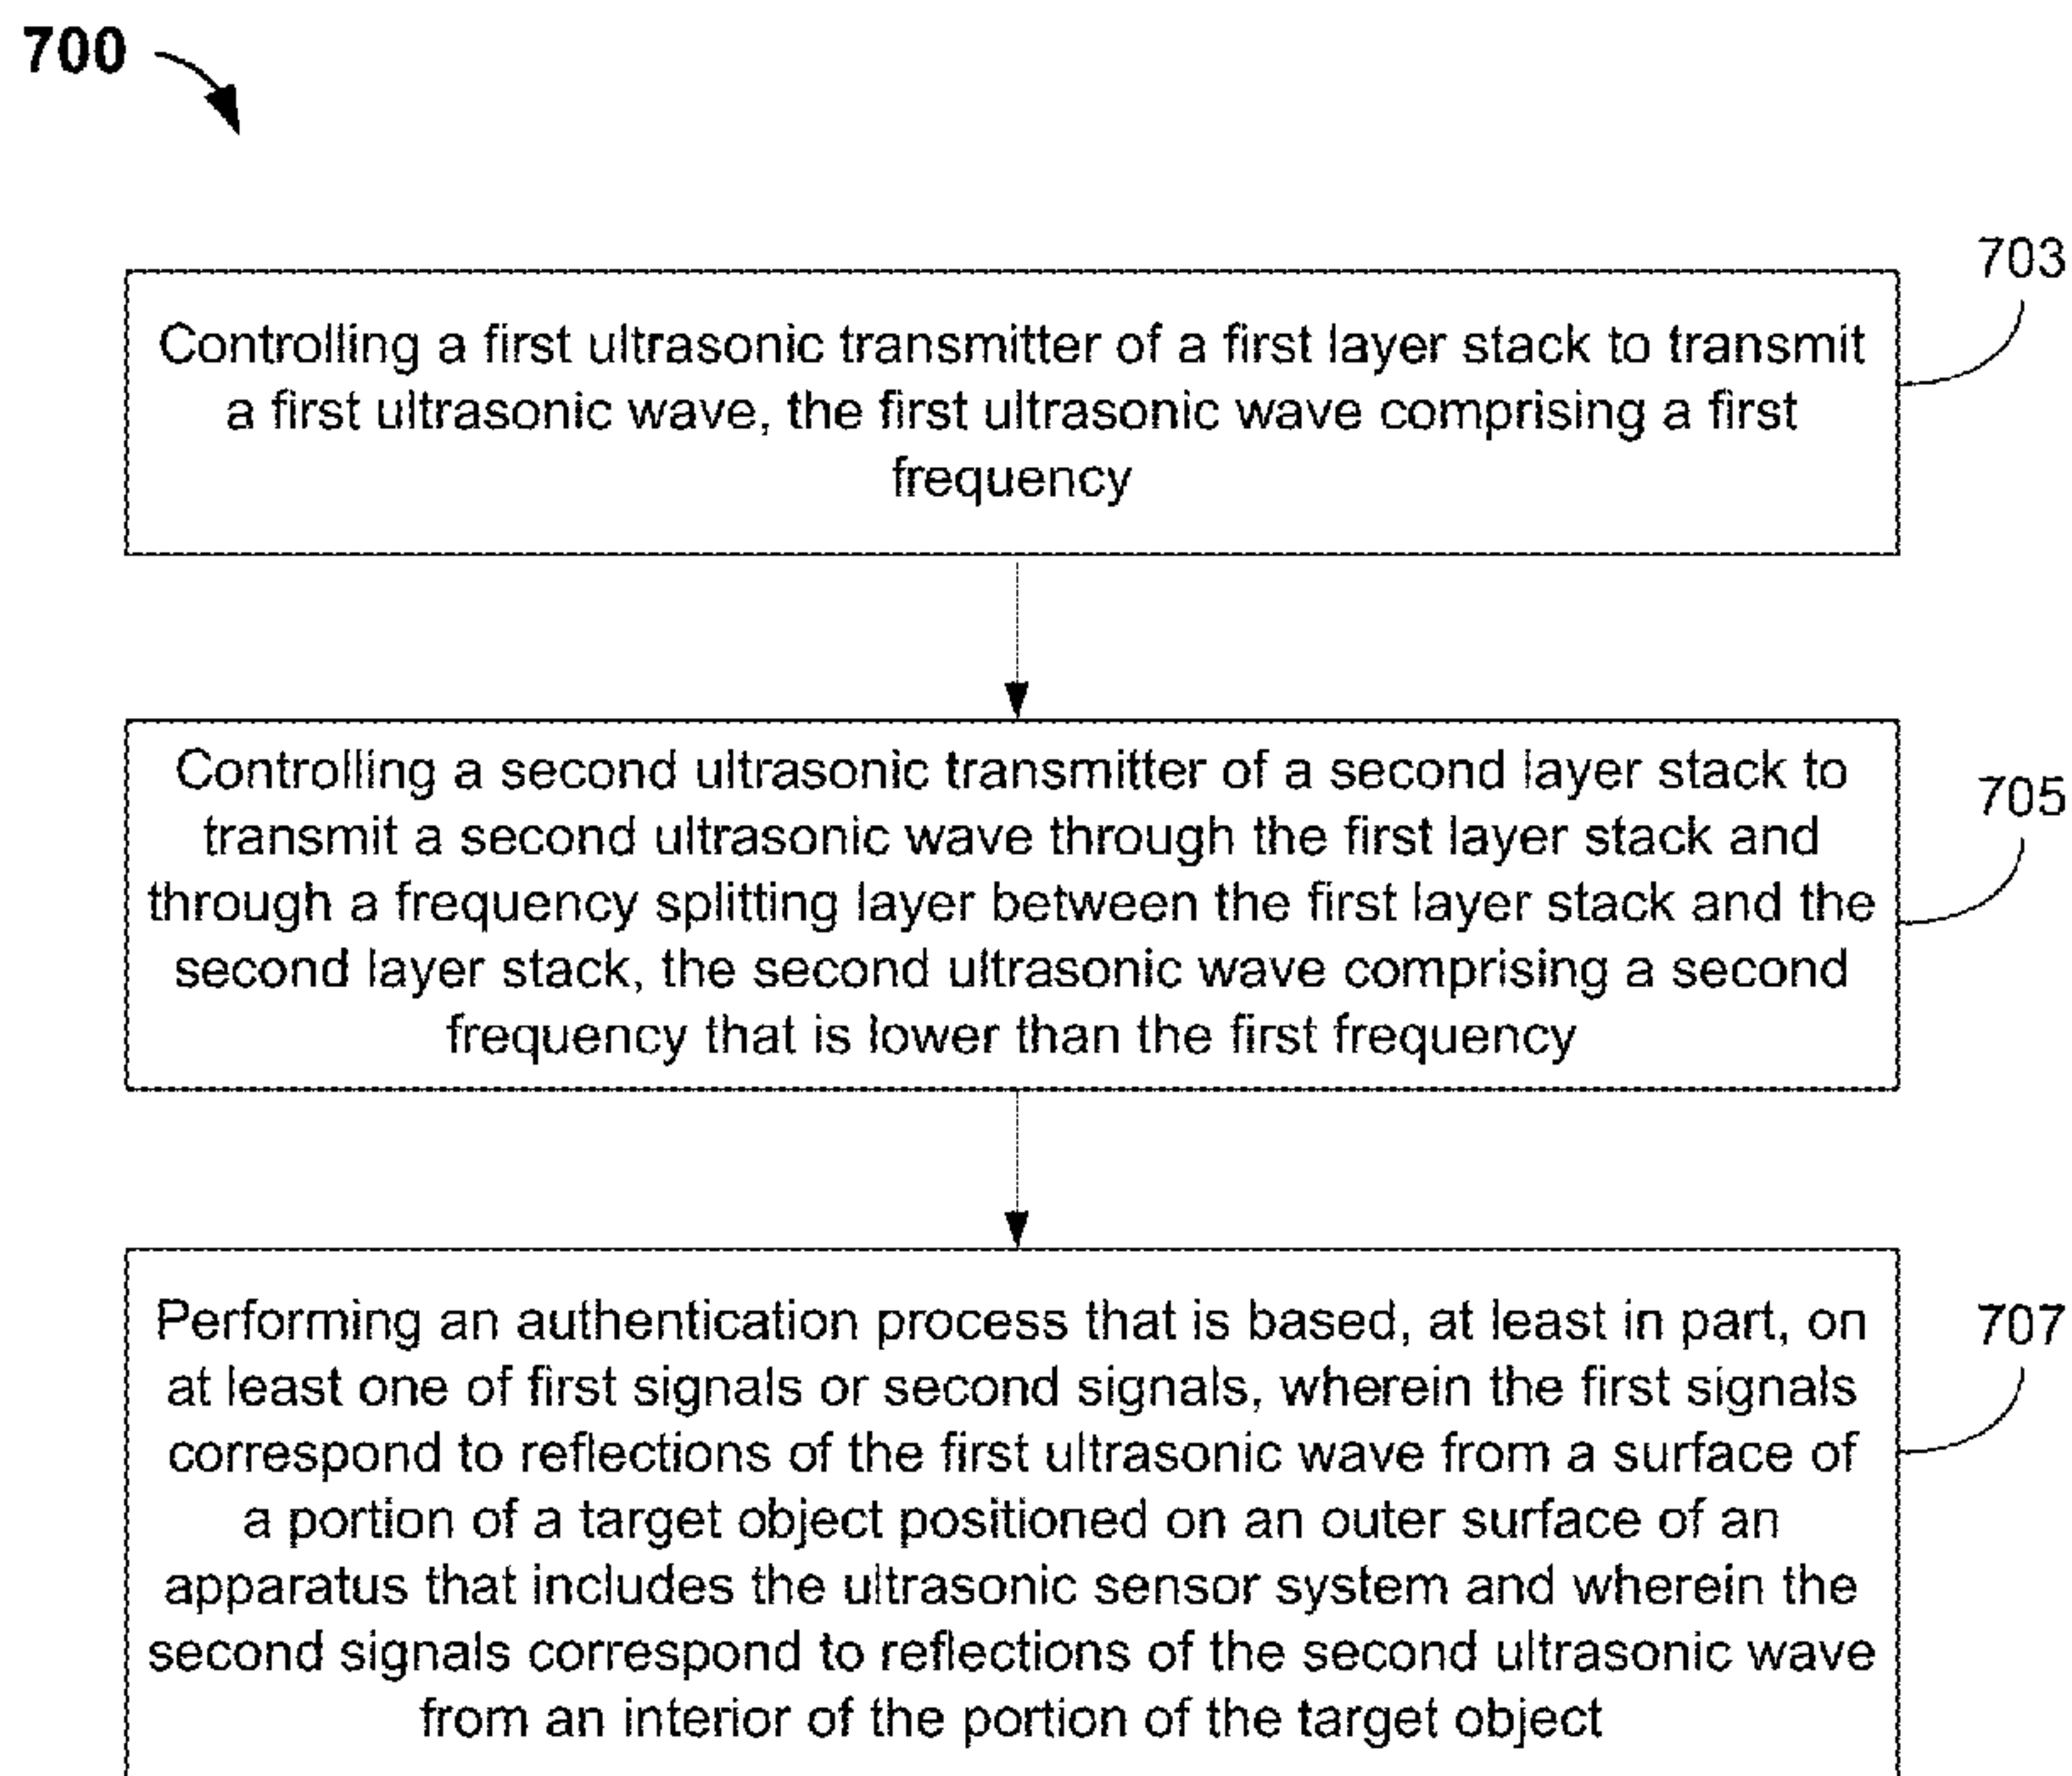 700
703
Controlling a first ultrasonic transmitter of a first layer stack to transmit
a first ultrasonic wave, the first ultrasonic wave comprising a first
frequency
705
Controlling a second ultrasonic transmitter of a second layer stack to
transmit a second ultrasonic wave through the first layer stack and
through a frequency splitting layer between the first layer stack and the
second layer stack, the second ultrasonic wave comprising a second
frequency that is lower than the first frequency
707
Performing an authentication process that is based, at least in part, on
at least one of first signals or second signals, wherein the first signals
correspond to reflections of the first ultrasonic wave from a surface of
a portion of a target object positioned on an outer surface of an
apparatus that includes the ultrasonic sensor system and wherein the
second signals correspond to reflections of the second ultrasonic wave
from an interior of the portion of the target object